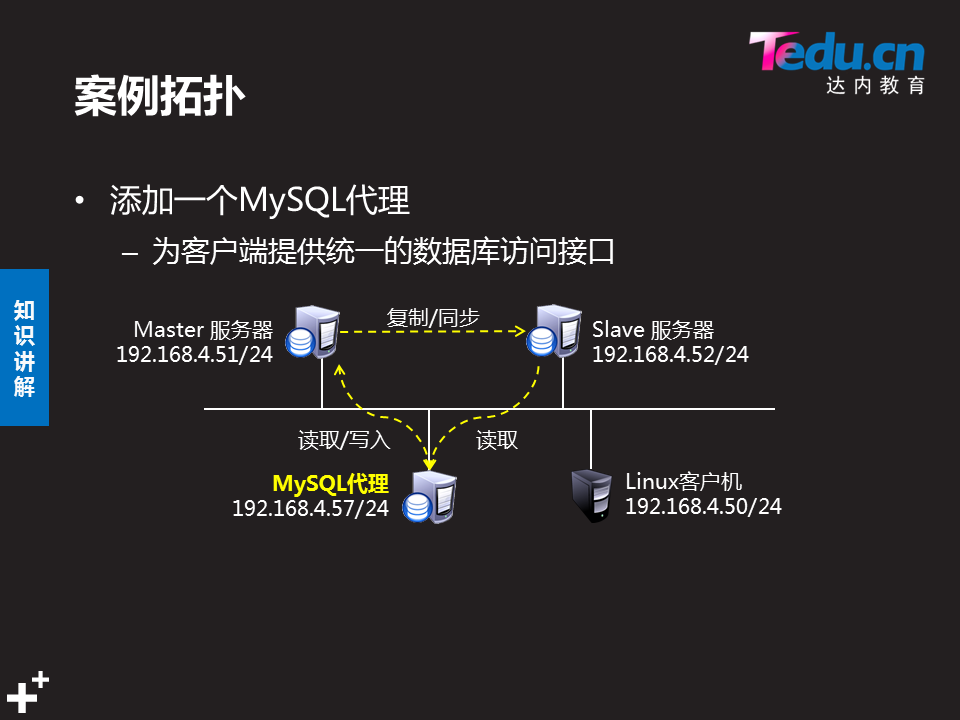 Tedu.cn
达内教育
案例拓扑
• 添加一个MySQL代理
– 为客户端提供统一的数据库访问接口
知识讲解
Master 服务器
192.168.4.51/24
复制/同步
Slave 服务器
192.168.4.52/24
读取/写入
读取
MySQL代理
192.168.4.57/24
Linux客户机
192.168.4.50/24